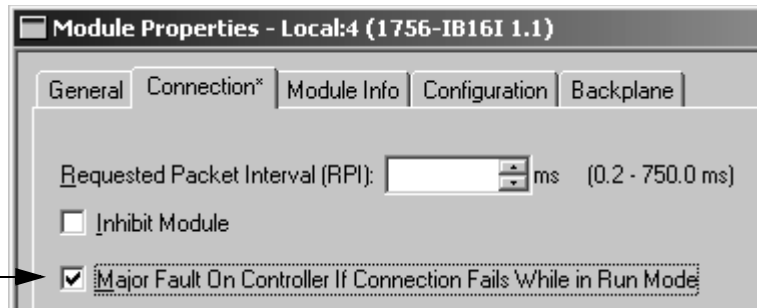 Module Properties - Local:4 (1756-IB16I 1.1)
General Connection* Module Info Configuration Backplane
Requested Packet Interval (RPI): ms (0.2 - 750.0 ms)
Inhibit Module
Major Fault On Controller If Connection Fails While in Run Mode